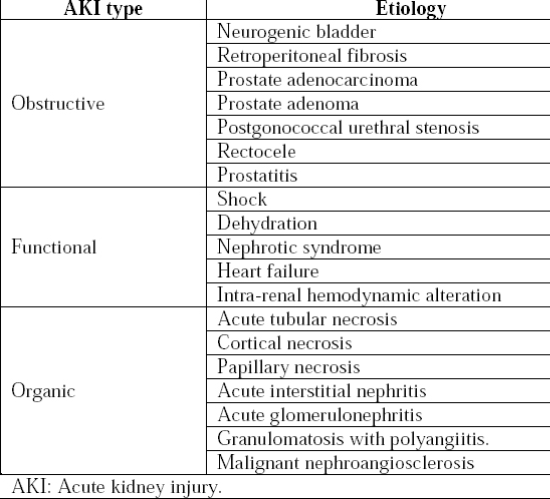 AKI type Etiology
Obstructive
Neurogenic bladder
Retroperitoneal fibrosis
Prostate adenocarcinoma
Prostate adenoma
Postgonococcal urethral stenosis
Rectocele
Prostatitis
Functional
Shock
Dehydration
Nephrotic syndrome
Heart failure
Intra-renal hemodynamic alteration
Organic
Acute tubular necrosis
Cortical necrosis
Papillary necrosis
Acute interstitial nephritis
Acute glomerulonephritis
Granulomatosis with polyangiitis.
Malignant nephroangiosclerosis
AKI: Acute kidney injury.